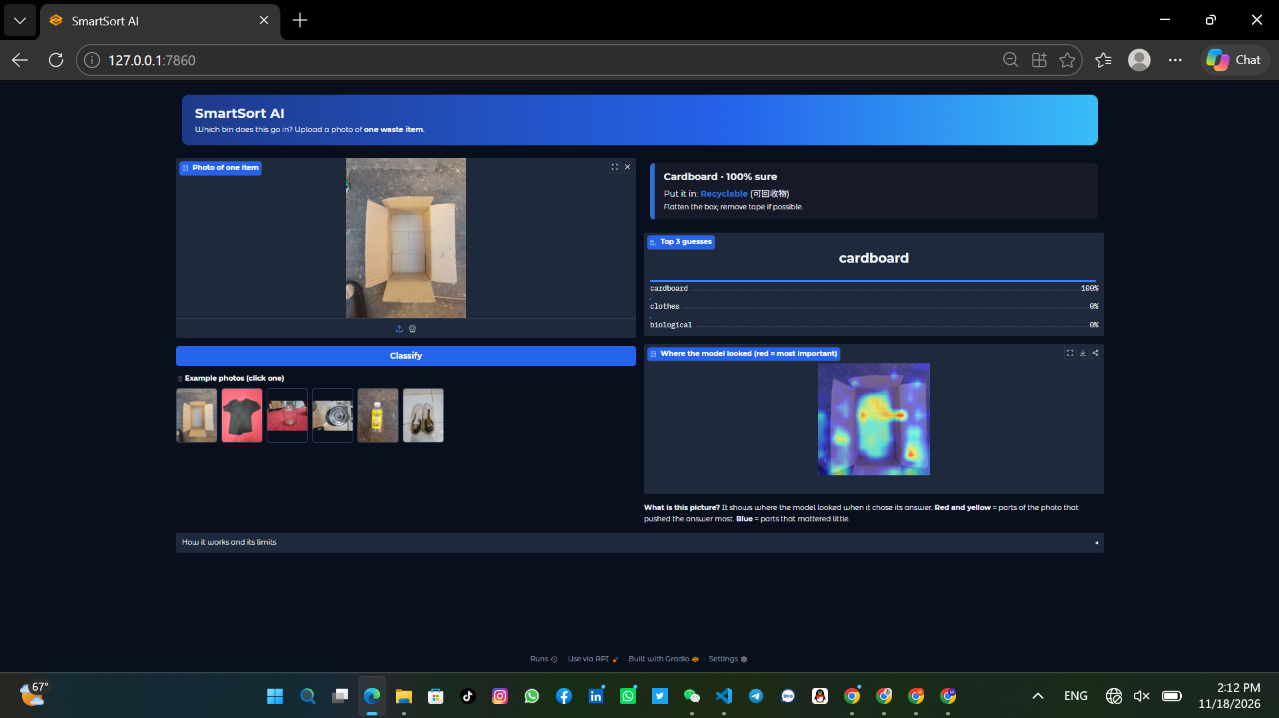 SmartSort AI
127.0.0.1:7860
Chat
SmartSort AI
Which bin does this go in? Upload a photo of one waste item.
Photo of one item
Classify
Example photos (click one)
Cardboard · 100% sure
Put it in: Recyclable (可回收物)
Flatten the box; remove tape if possible.
Top 3 guesses
cardboard
cardboard 100%
clothes 0%
biological 0%
Where the model looked (red = most important)
What is this picture? It shows where the model looked when it chose its answer. Red and yellow = parts of the photo that
pushed the answer most. Blue = parts that mattered little.
How it works and its limits
Runs · Use via API · Built with Gradio · Settings
67°
ENG
2:12 PM
11/18/2026